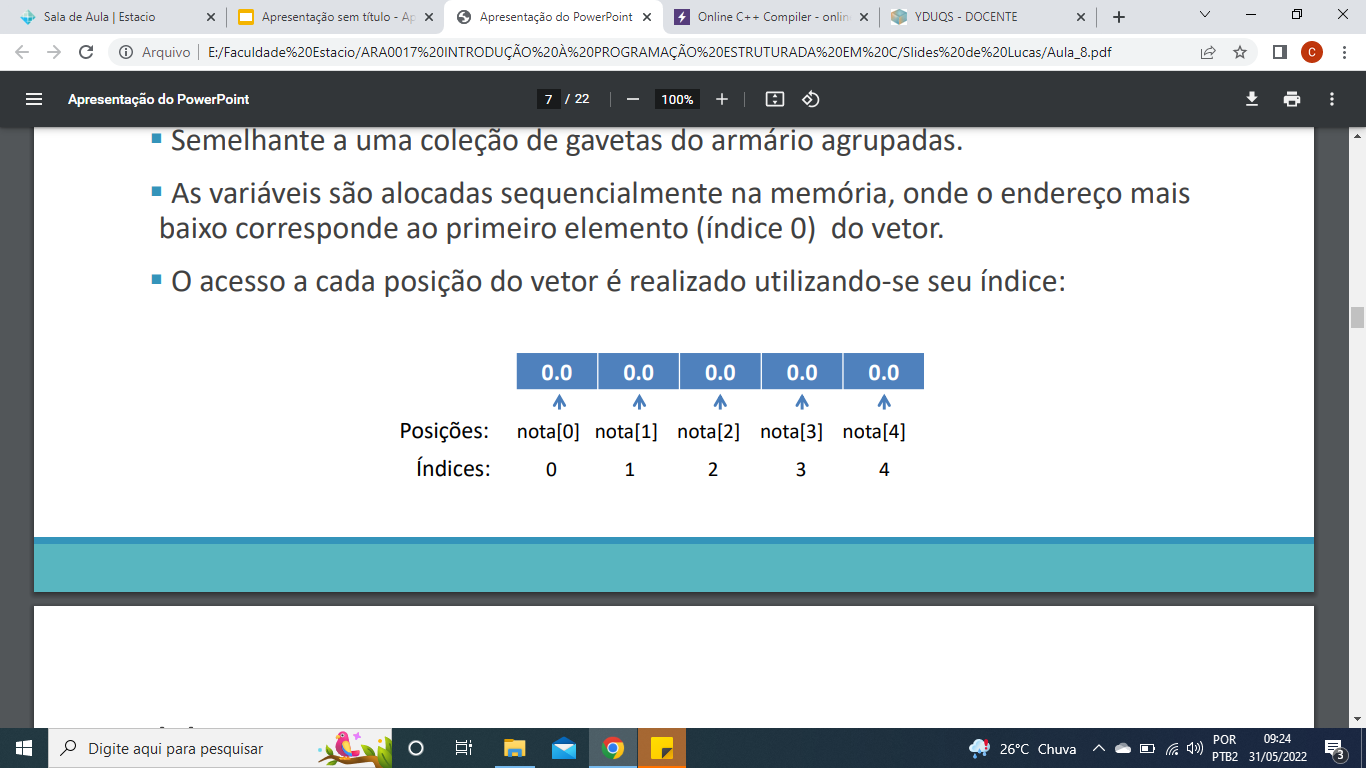 Sala de Aula | Estacio
Apresentação sem título - Ap
Apresentação do PowerPoint
Online C++ Compiler - onlin
YDUQS - DOCENTE
Arquivo
E:/Faculdade%20Estacio/ARA0017%20INTRODUÇÃO%20À%20PROGRAMAÇÃO%20ESTRUTURADA%20EM%20C/Slides%20de%20Lucas/Aula_8.pdf
C
Apresentação do PowerPoint
7 / 22
100%
Semelhante a uma coleção de gavetas do armário agrupadas.
As variáveis são alocadas sequencialmente na memória, onde o endereço mais
baixo corresponde ao primeiro elemento (índice 0) do vetor.
O acesso a cada posição do vetor é realizado utilizando-se seu índice:
0.0 0.0 0.0 0.0 0.0
Posições: nota[0] nota[1] nota[2] nota[3] nota[4]
Índices: 0 1 2 3 4
Digite aqui para pesquisar
26°C Chuva
POR
PTB2
09:24
31/05/2022
3